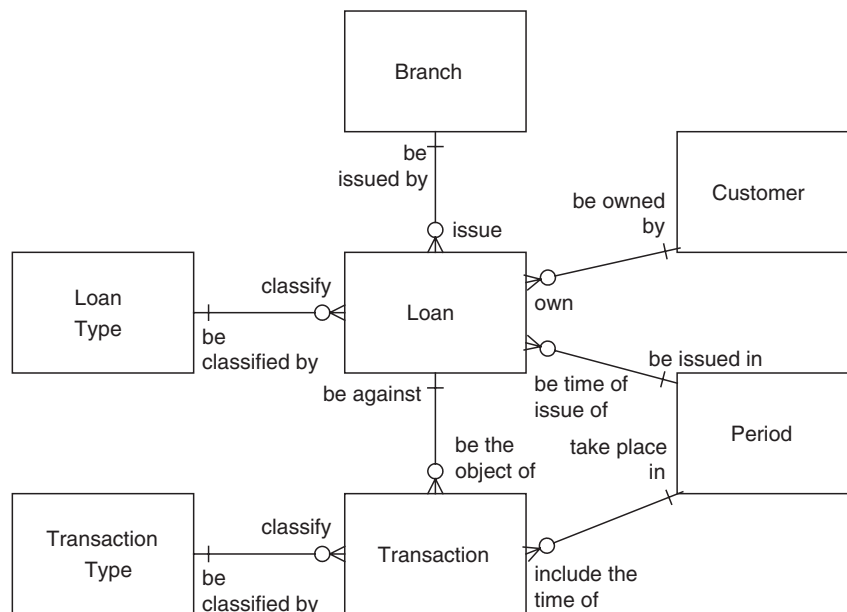 Branch
be
issued by
issue
Customer
be owned
by
own
Loan
Type
classify
be
classified by
Loan
be issued in
be time of
issue of
be against
Period
take place
in
be the
object of
Transaction
Type
classify
be
classified by
Transaction
include the
time of